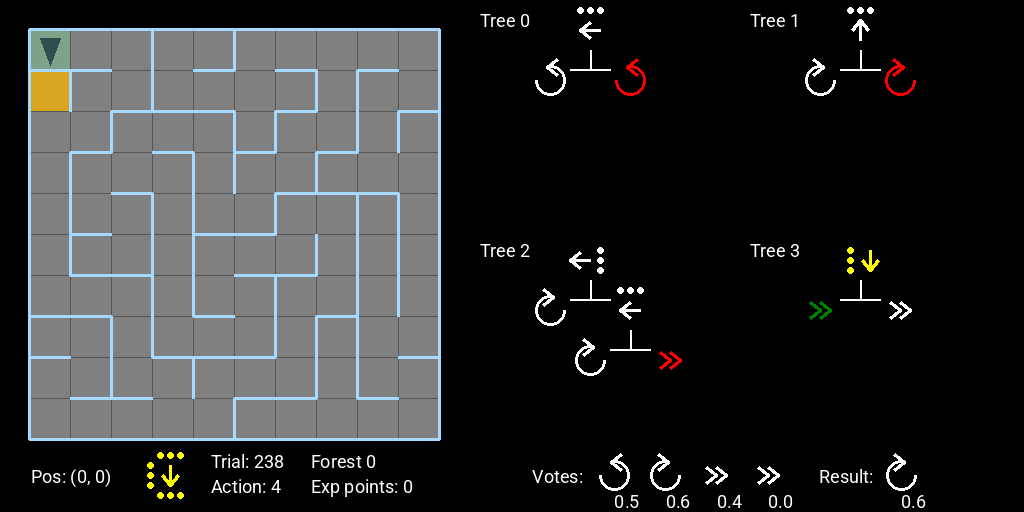 Tree 0
Tree 1
Tree 2
Tree 3
Pos: (0, 0)
Trial: 238
Forest 0
Action: 4
Exp points: 0
Votes:
0.5
0.6
0.4
0.0
Result:
0.6